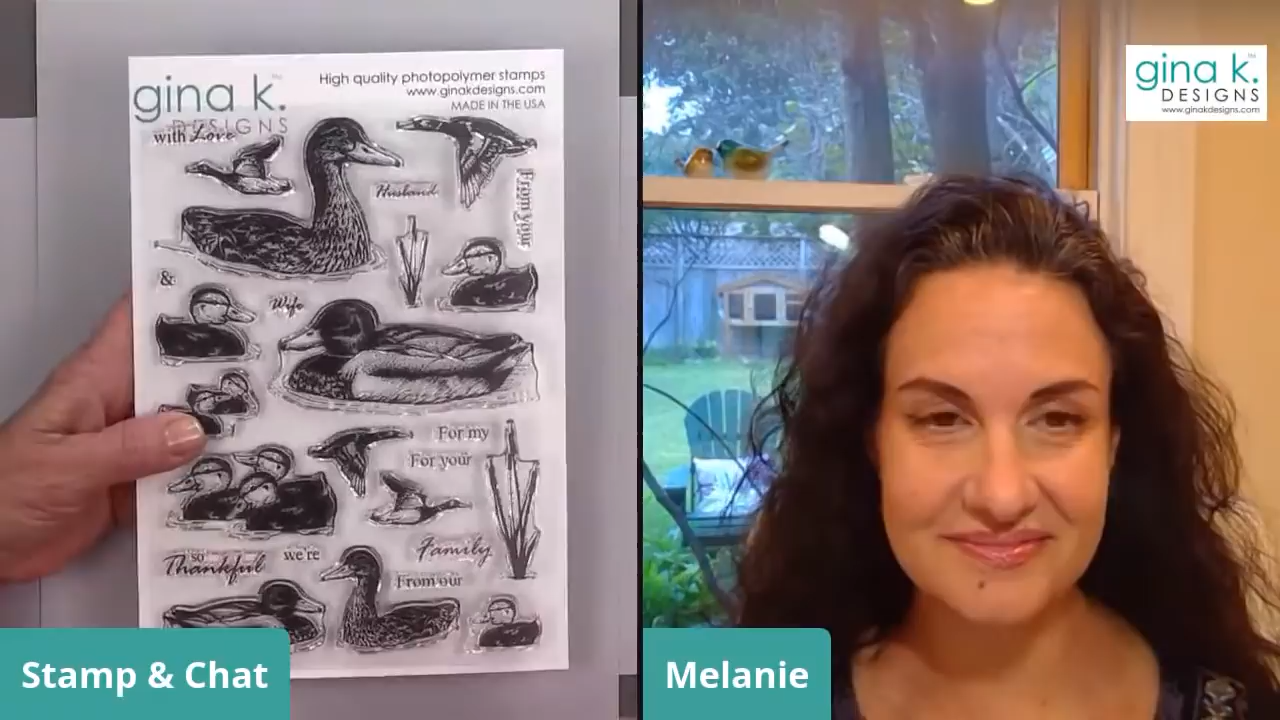 gina k.
DESIGNS
High quality photopolymer stamps
www.ginakdesigns.com
MADE IN THE USA
with Love
Husband
From your
&
Wife
For my
For your
so
Thankful
we're
Family
From our
Stamp & Chat
gina k.
DESIGNS
www.ginakdesigns.com
Melanie